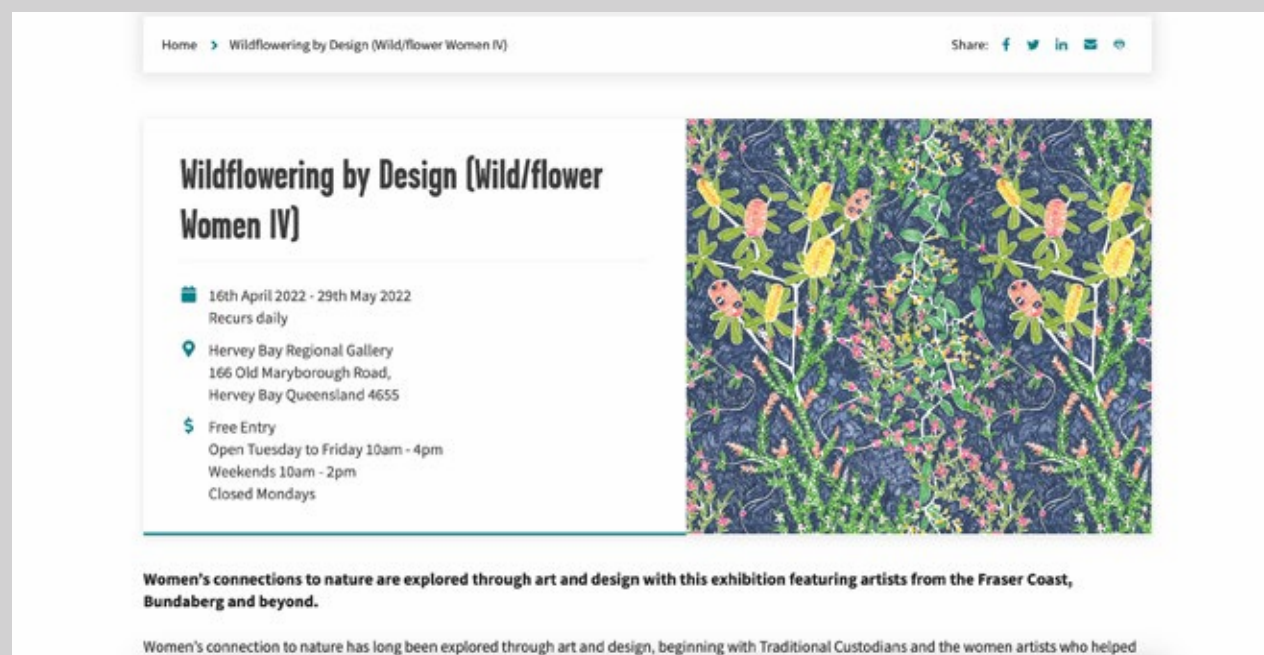 Home > Wildflowering by Design (Wild/flower Women IV)
Share:
Wildflowering by Design (Wild/flower
Women IV)
16th April 2022 - 29th May 2022
Recurs daily
Hervey Bay Regional Gallery
166 Old Maryborough Road,
Hervey Bay Queensland 4655
Free Entry
Open Tuesday to Friday 10am - 4pm
Weekends 10am - 2pm
Closed Mondays
Women's connections to nature are explored through art and design with this exhibition featuring artists from the Fraser Coast,
Bundaberg and beyond.
Women's connection to nature has long been explored through art and design, beginning with Traditional Custodians and the women artists who helped